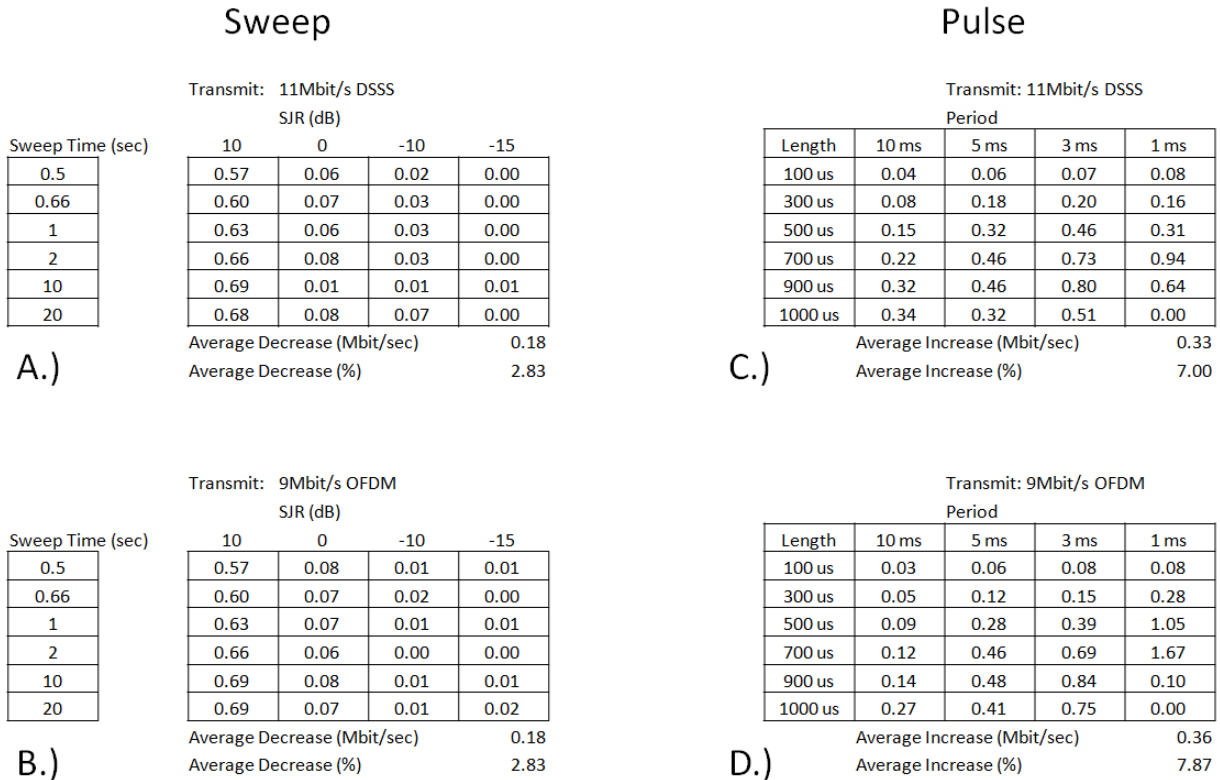 Sweep
Transmit: 11Mbit/s DSSS
SJR (dB)
Sweep Time (sec) 10 0 -10 -15
0.5 0.57 0.06 0.02 0.00
0.66 0.60 0.07 0.03 0.00
1 0.63 0.06 0.03 0.00
2 0.66 0.08 0.03 0.00
10 0.69 0.01 0.01 0.01
20 0.68 0.08 0.07 0.00
Average Decrease (Mbit/sec) 0.18
Average Decrease (%) 2.83
A.)
Transmit: 9Mbit/s OFDM
SJR (dB)
Sweep Time (sec) 10 0 -10 -15
0.5 0.57 0.08 0.01 0.01
0.66 0.60 0.07 0.02 0.00
1 0.63 0.07 0.01 0.01
2 0.66 0.06 0.00 0.00
10 0.69 0.08 0.01 0.01
20 0.69 0.07 0.01 0.02
Average Decrease (Mbit/sec) 0.18
Average Decrease (%) 2.83
B.)
Pulse
Transmit: 11Mbit/s DSSS
Period
Length 10 ms 5 ms 3 ms 1 ms
100 us 0.04 0.06 0.07 0.08
300 us 0.08 0.18 0.20 0.16
500 us 0.15 0.32 0.46 0.31
700 us 0.22 0.46 0.73 0.94
900 us 0.32 0.46 0.80 0.64
1000 us 0.34 0.32 0.51 0.00
Average Increase (Mbit/sec) 0.33
Average Increase (%) 7.00
C.)
Transmit: 9Mbit/s OFDM
Period
Length 10 ms 5 ms 3 ms 1 ms
100 us 0.03 0.06 0.08 0.08
300 us 0.05 0.12 0.15 0.28
500 us 0.09 0.28 0.39 1.05
700 us 0.12 0.46 0.69 1.67
900 us 0.14 0.48 0.84 0.10
1000 us 0.27 0.41 0.75 0.00
Average Increase (Mbit/sec) 0.36
Average Increase (%) 7.87
D.)